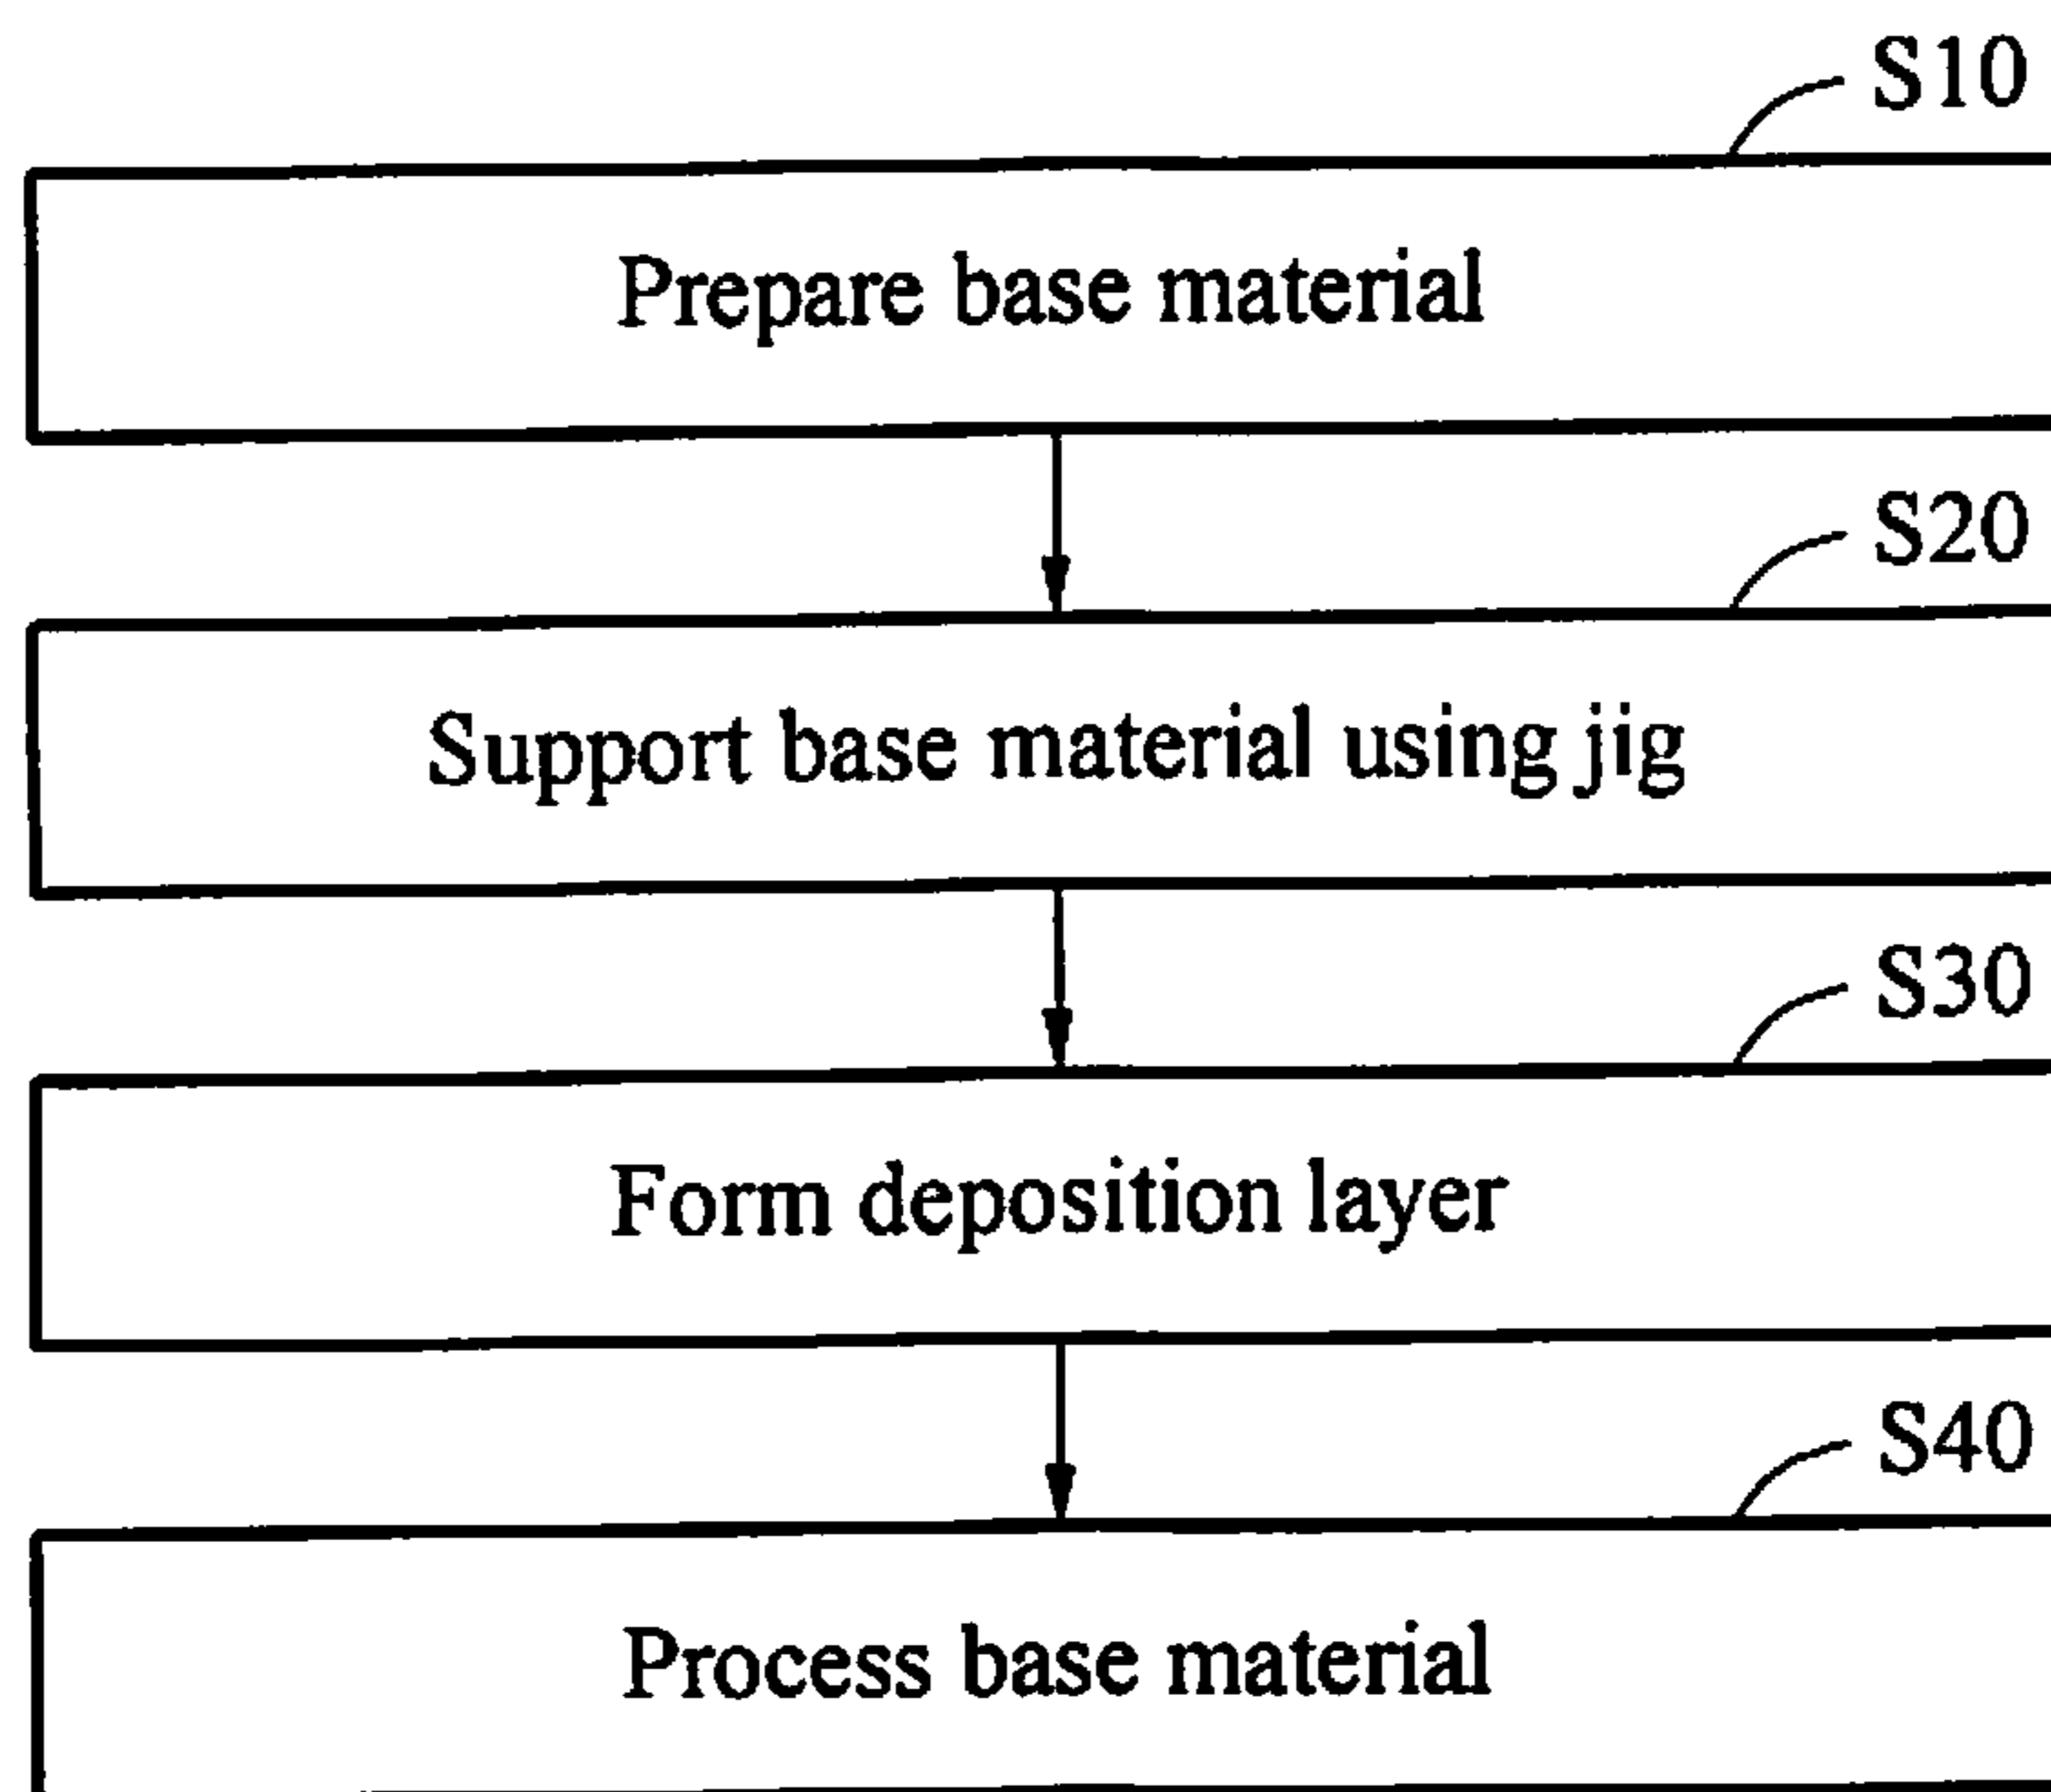 S10
Prepare base material
S20
Support base material using jig
S30
Form deposition layer
S40
Process base material